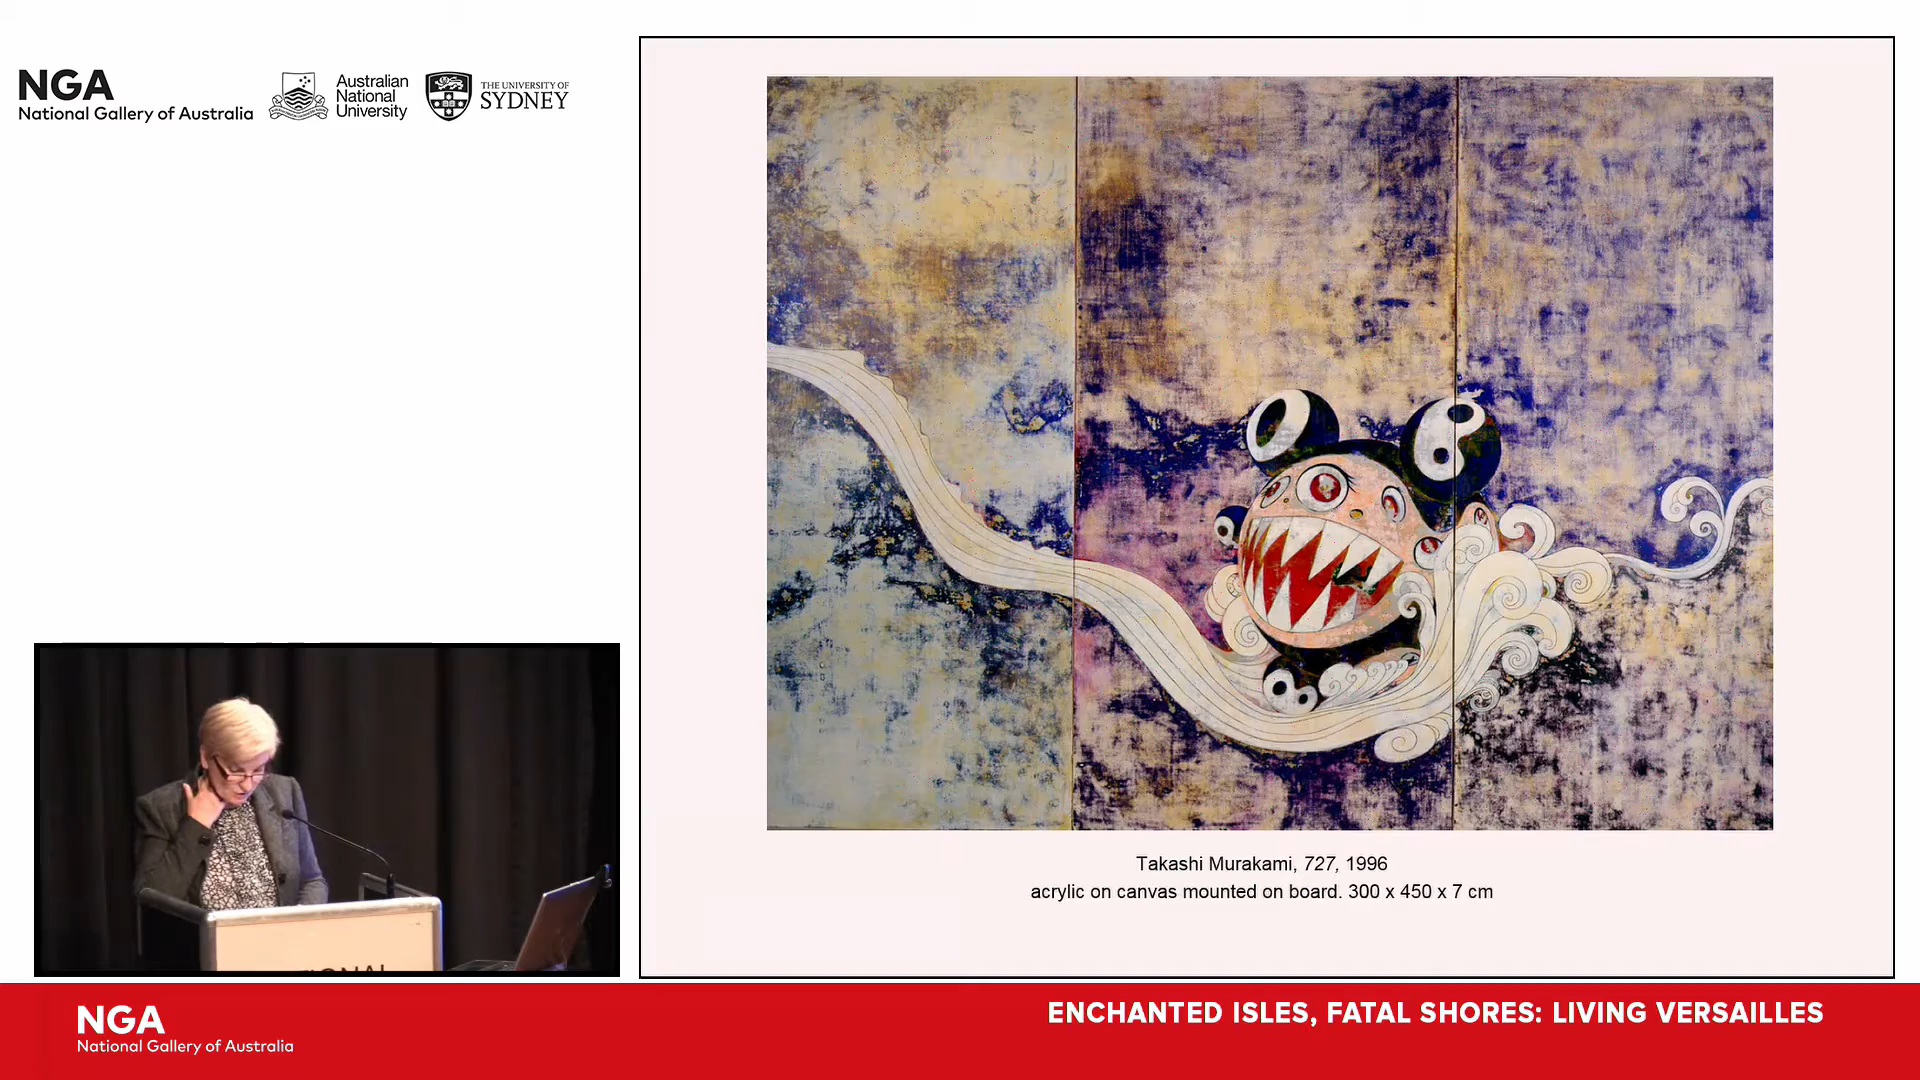 NGA
National Gallery of Australia
Australian
National
University
THE UNIVERSITY OF
SYDNEY
Takashi Murakami, 727, 1996
acrylic on canvas mounted on board. 300 x 450 x 7 cm
NGA
National Gallery of Australia
ENCHANTED ISLES, FATAL SHORES: LIVING VERSAILLES